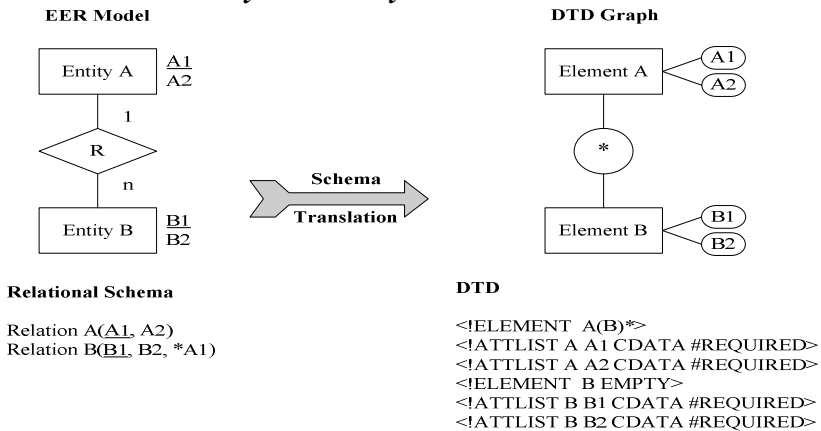 EER Model
Entity A
A1
A2
1
R
n
Entity B
B1
B2
Schema
Translation
DTD Graph
Element A
A1
A2
*
Element B
B1
B2
Relational Schema
Relation A(A1, A2)
Relation B(B1, B2, *A1)
DTD
<!ELEMENT A(B)*>
<!ATTLIST A A1 CDATA #REQUIRED>
<!ATTLIST A A2 CDATA #REQUIRED>
<!ELEMENT B EMPTY>
<!ATTLIST B B1 CDATA #REQUIRED>
<!ATTLIST B B2 CDATA #REQUIRED>